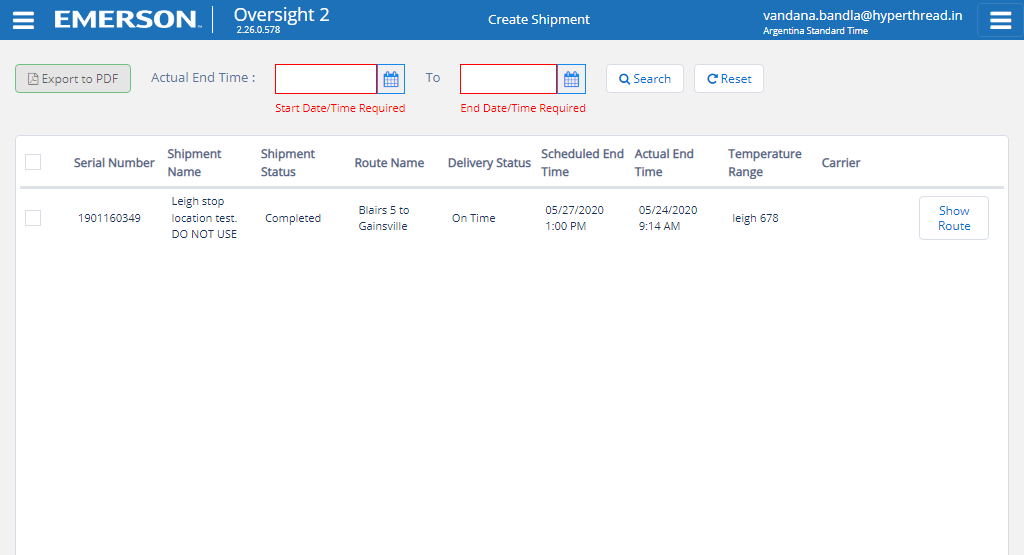 EMERSON™
Oversight 2
2.26.0.578
Create Shipment
vandana.bandla@hyperthread.in
Argentina Standard Time
Export to PDF
Actual End Time :
To
Search
Reset
Start Date/Time Required
End Date/Time Required
Serial Number
Shipment
Name
Shipment
Status
Route Name
Delivery Status
Scheduled End
Time
Actual End
Time
Temperature
Range
Carrier
1901160349
Leigh stop
location test.
DO NOT USE
Completed
Blairs 5 to
Gainsville
On Time
05/27/2020
1:00 PM
05/24/2020
9:14 AM
leigh 678
Show
Route